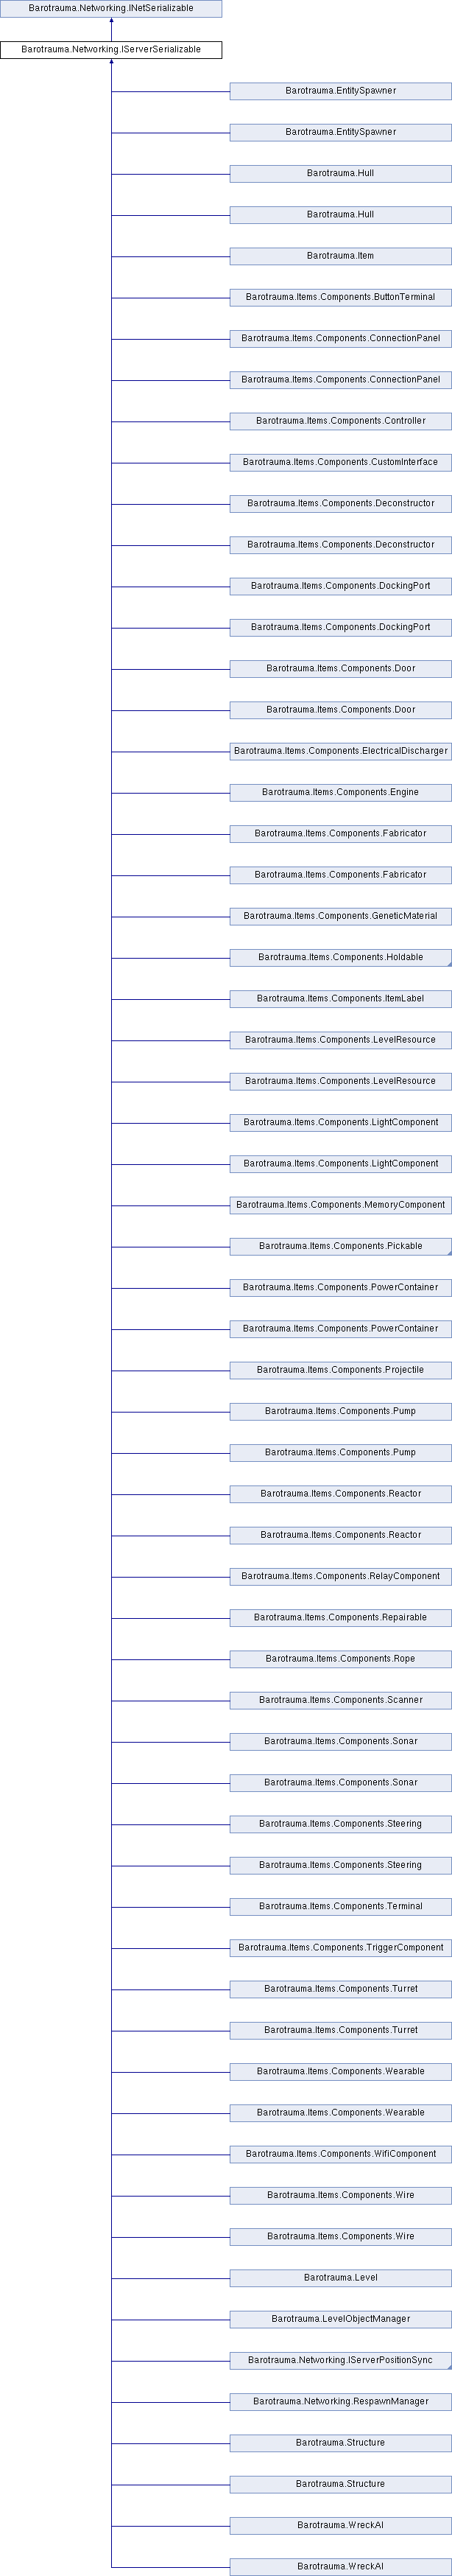 Barotrauma.Networking.INetSerializable
Barotrauma.Networking.IServerSerializable
Barotrauma.EntitySpawner
Barotrauma.EntitySpawner
Barotrauma.Hull
Barotrauma.Hull
Barotrauma.Item
Barotrauma.Items.Components.ButtonTerminal
Barotrauma.Items.Components.ConnectionPanel
Barotrauma.Items.Components.ConnectionPanel
Barotrauma.Items.Components.Controller
Barotrauma.Items.Components.CustomInterface
Barotrauma.Items.Components.Deconstructor
Barotrauma.Items.Components.Deconstructor
Barotrauma.Items.Components.DockingPort
Barotrauma.Items.Components.DockingPort
Barotrauma.Items.Components.Door
Barotrauma.Items.Components.Door
Barotrauma.Items.Components.ElectricalDischarger
Barotrauma.Items.Components.Engine
Barotrauma.Items.Components.Fabricator
Barotrauma.Items.Components.Fabricator
Barotrauma.Items.Components.GeneticMaterial
Barotrauma.Items.Components.Holdable
Barotrauma.Items.Components.ItemLabel
Barotrauma.Items.Components.LevelResource
Barotrauma.Items.Components.LevelResource
Barotrauma.Items.Components.LightComponent
Barotrauma.Items.Components.LightComponent
Barotrauma.Items.Components.MemoryComponent
Barotrauma.Items.Components.Pickable
Barotrauma.Items.Components.PowerContainer
Barotrauma.Items.Components.PowerContainer
Barotrauma.Items.Components.Projectile
Barotrauma.Items.Components.Pump
Barotrauma.Items.Components.Pump
Barotrauma.Items.Components.Reactor
Barotrauma.Items.Components.Reactor
Barotrauma.Items.Components.RelayComponent
Barotrauma.Items.Components.Repairable
Barotrauma.Items.Components.Rope
Barotrauma.Items.Components.Scanner
Barotrauma.Items.Components.Sonar
Barotrauma.Items.Components.Sonar
Barotrauma.Items.Components.Steering
Barotrauma.Items.Components.Steering
Barotrauma.Items.Components.Terminal
Barotrauma.Items.Components.TriggerComponent
Barotrauma.Items.Components.Turret
Barotrauma.Items.Components.Turret
Barotrauma.Items.Components.Wearable
Barotrauma.Items.Components.Wearable
Barotrauma.Items.Components.WifiComponent
Barotrauma.Items.Components.Wire
Barotrauma.Items.Components.Wire
Barotrauma.Level
Barotrauma.LevelObjectManager
Barotrauma.Networking.IServerPositionSync
Barotrauma.Networking.RespawnManager
Barotrauma.Structure
Barotrauma.Structure
Barotrauma.WreckAI
Barotrauma.WreckAI